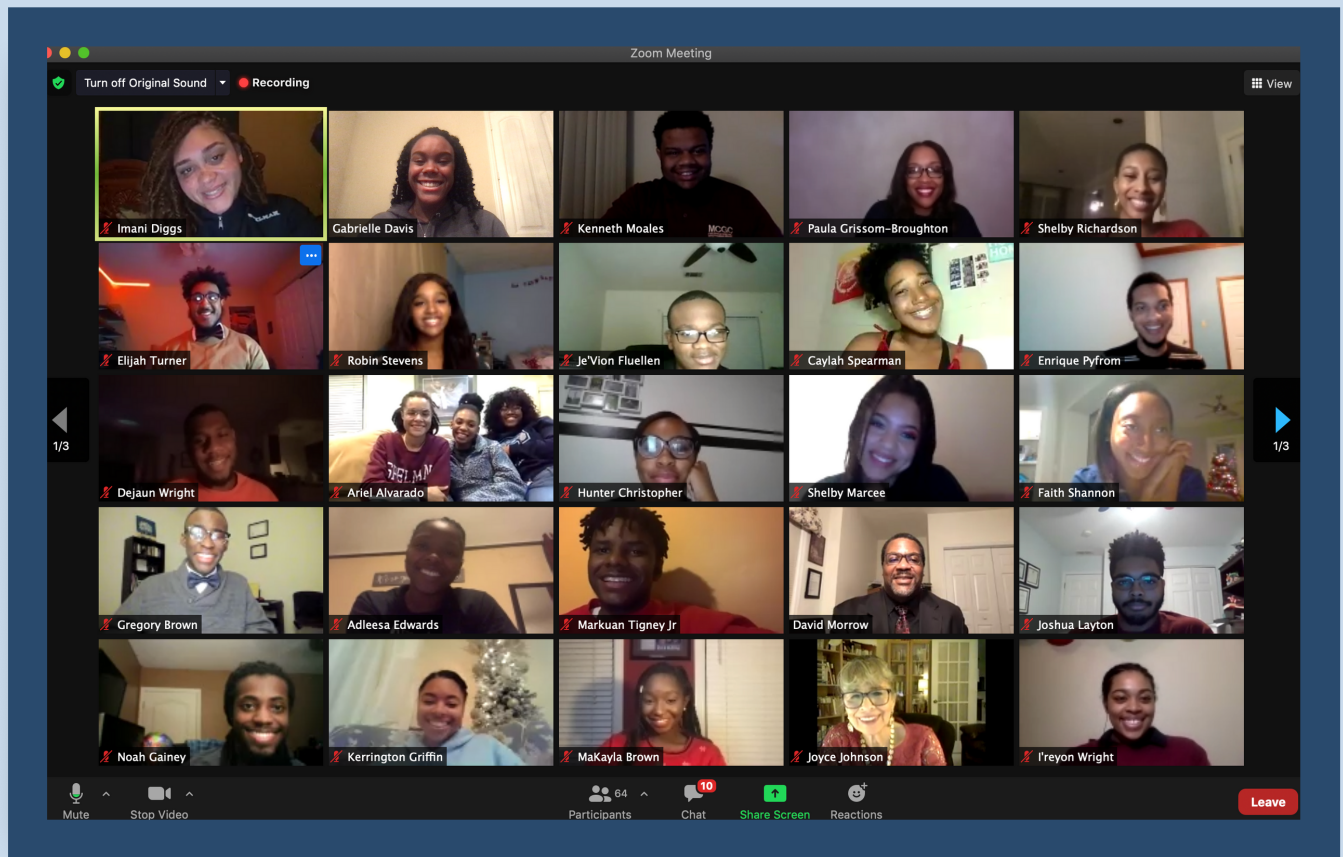 Zoom Meeting
Turn off Original Sound
Recording
View
Imani Diggs
Gabrielle Davis
Kenneth Moales
MCGC
Paula Grissom-Broughton
Shelby Richardson
Elijah Turner
Robin Stevens
Je'Vion Fluellen
Caylah Spearman
Enrique Pyfrom
1/3
SPELMAN
1/3
Dejaun Wright
Ariel Alvarado
Hunter Christopher
Shelby Marcee
Faith Shannon
Gregory Brown
Adleesa Edwards
Markuan Tigney Jr
David Morrow
Joshua Layton
Noah Gainey
Kerrington Griffin
MaKayla Brown
Joyce Johnson
I'reyon Wright
64
10
Mute
Stop Video
Participants
Chat
Share Screen
Reactions
Leave